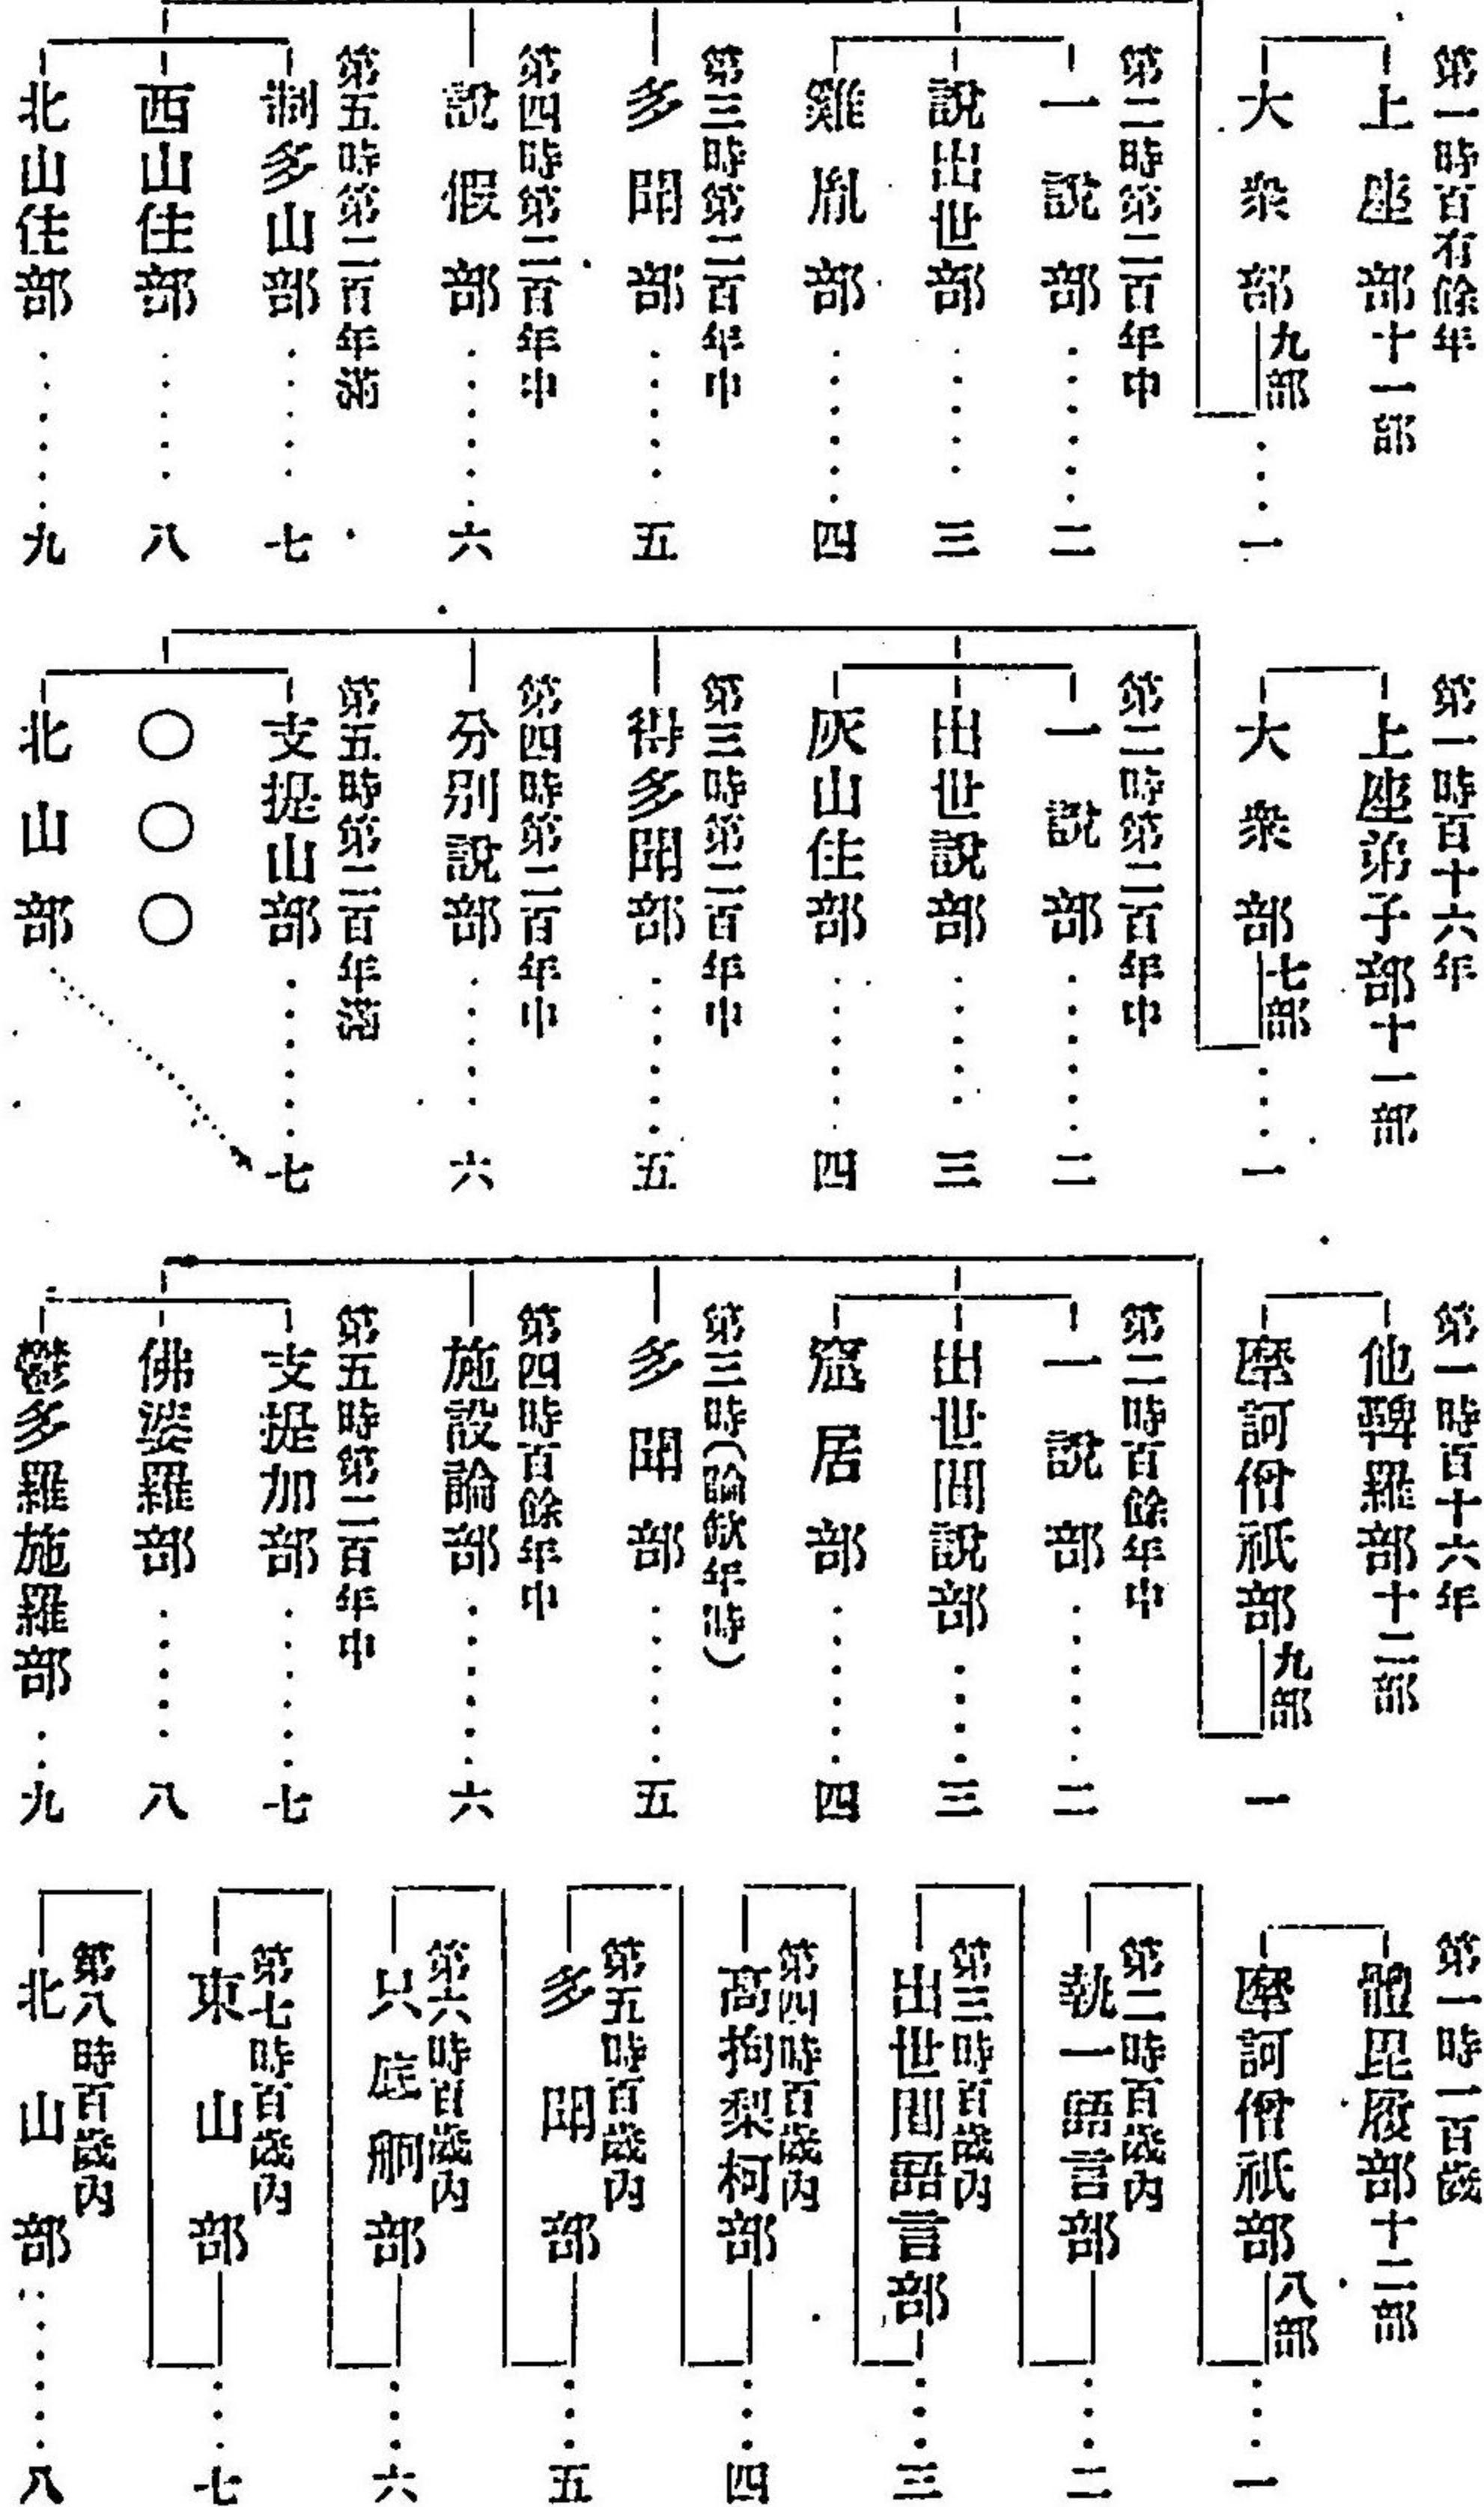 第一時百有餘年
上座部十一部
大衆部九部…一
第二時第二百年中
一說部……二
說出世部……三
雞胤部……四
第三時第二百年中
多聞部……五
第四時第二百年中
說假部……六
第五時第二百年滿
制多山部……七
西山住部……八
北山住部……九
第一時百十六年
上座弟子部十一部
大衆部七部…一
第二時第二百年中
一說部……二
出世說部……三
灰山住部……四
第三時第二百年中
得多聞部……五
第四時第二百年中
分別說部……六
第五時第二百年滿
支提山部……七
〇〇〇
北山部
第一時百十六年
他鞞羅部十二部
摩訶僧祇部九部 一
第二時百餘年中
一說部……二
出世間說部……三
窟居部……四
第三時(論缺年時)
多聞部……五
第四時百餘年中
施設論部……六
第五時第二百年中
支提加部……七
佛婆羅部……八
鬱多羅施羅部…九
第一時一百歲
體毘履部十二部
摩訶僧祇部八部…一
第二時百歲內
執一語言部…二
第三時百歲內
出世間語言部…三
第四時百歲內
高拘梨柯部…四
第五時百歲內
多聞部…五
第六時百歲內
只底舸部…六
第七時百歲內
東山部…七
第八時百歲內
北山部……八